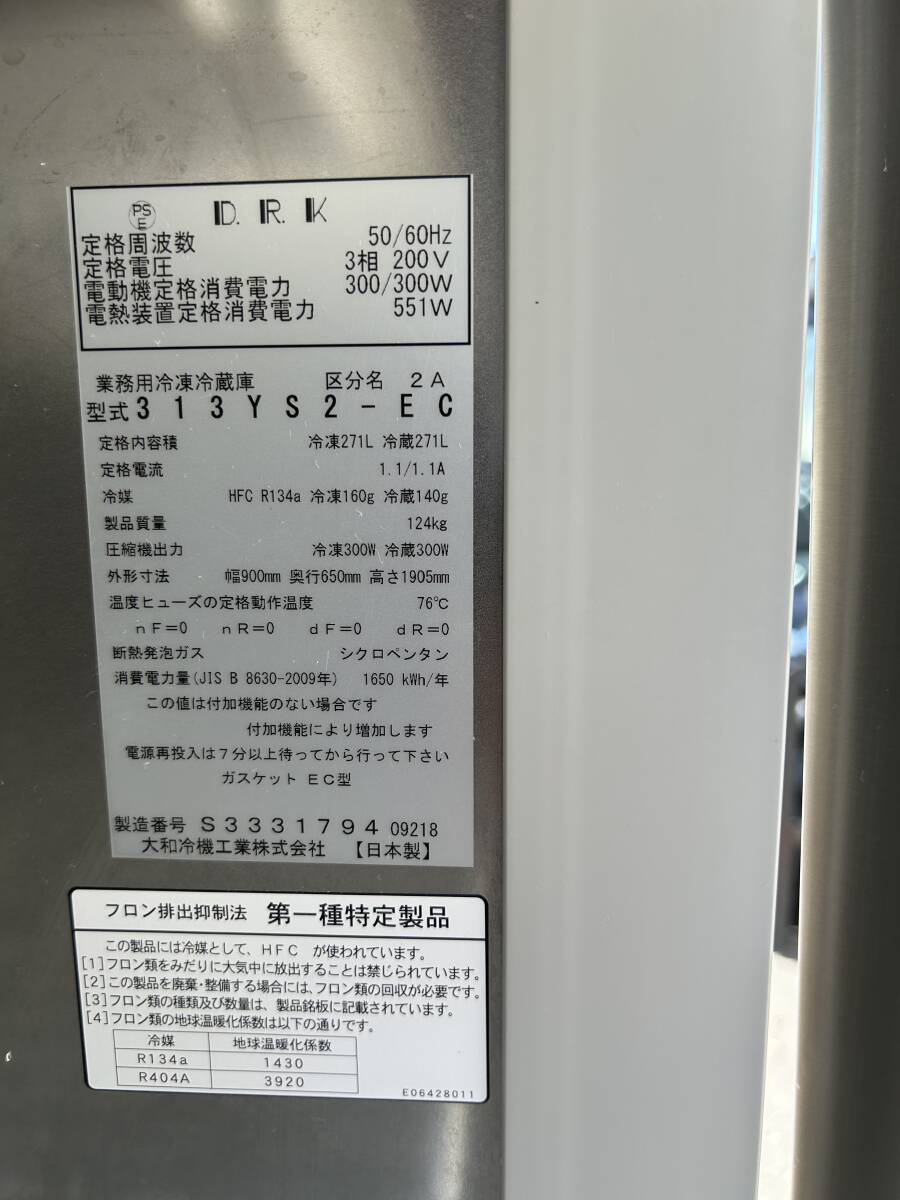 PS E D.R.K
定格周波数 50/60Hz
定格電圧 3相 200V
電動機定格消費電力 300/300W
電熱装置定格消費電力 551W
業務用冷凍冷蔵庫 区分名 2A
型式 313YS2-EC
定格内容積 冷凍271L 冷蔵271L
定格電流 1.1/1.1A
冷媒 HFC R134a 冷凍160g 冷蔵140g
製品質量 124kg
圧縮機出力 冷凍300W 冷蔵300W
外形寸法 幅900mm 奥行650mm 高さ1905mm
温度ヒューズの定格動作温度 76℃
nF=0 nR=0 dF=0 dR=0
断熱発泡ガス シクロペンタン
消費電力量(JIS B 8630-2009年) 1650 kWh/年
この値は付加機能のない場合です
付加機能により増加します
電源再投入は7分以上待ってから行って下さい
ガスケット EC型
製造番号 S3331794 09218
大和冷機工業株式会社 【日本製】
フロン排出抑制法 第一種特定製品
この製品には冷媒として、HFC が使われています。
[1]フロン類をみだりに大気中に放出することは禁じられています。
[2]この製品を廃棄・整備する場合には、フロン類の回収が必要です。
[3]フロン類の種類及び数量は、製品銘板に記載されています。
[4]フロン類の地球温暖化係数は以下の通りです。
冷媒 地球温暖化係数
R134a 1430
R404A 3920
E06428011